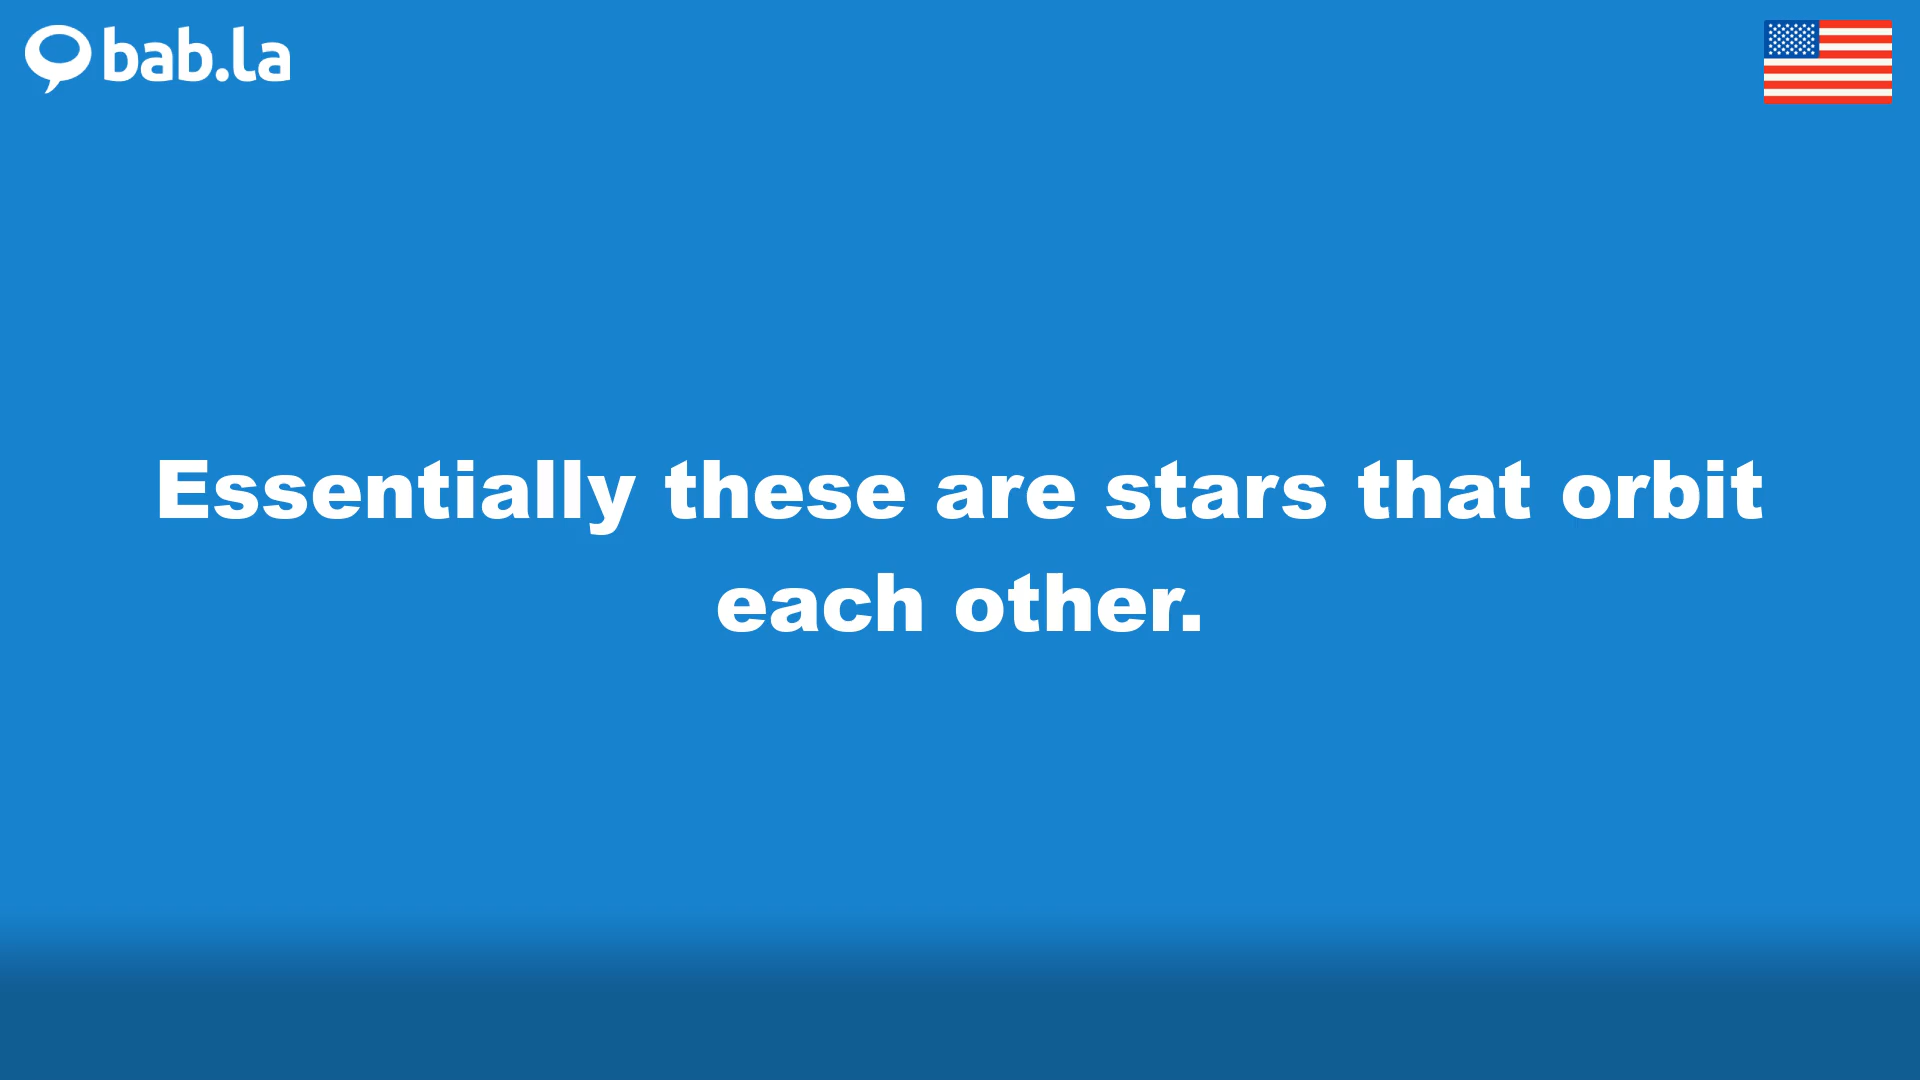 bab.la
Essentially these are stars that orbit
each other.